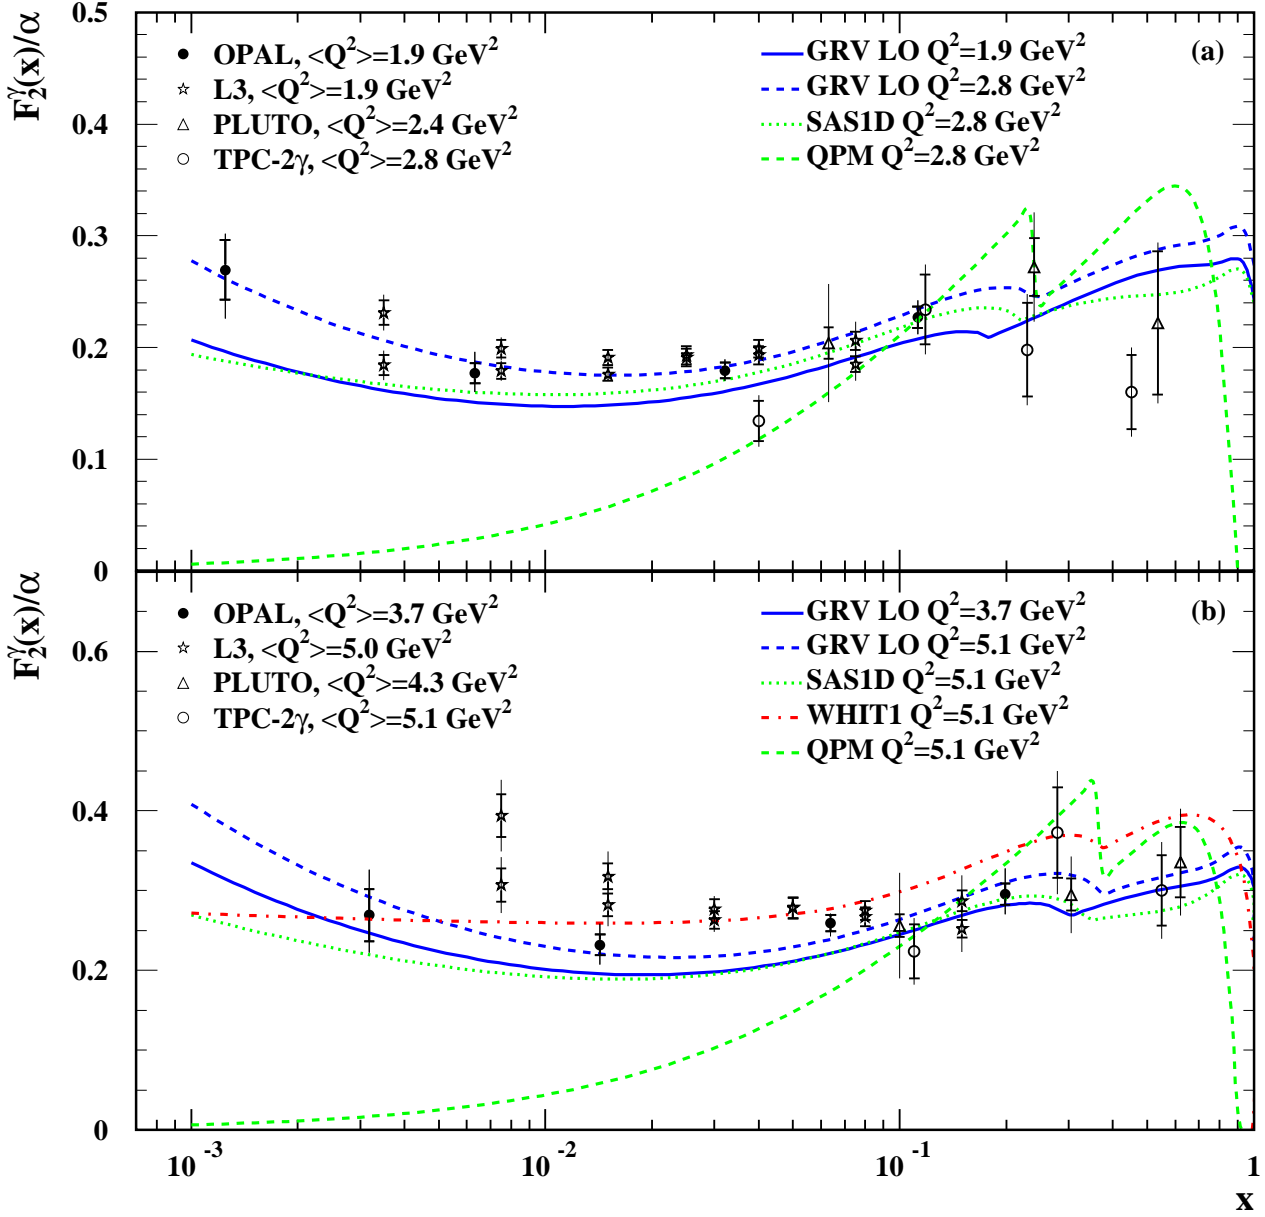 F₂^γ(x)/α
0.5
0.4
0.3
0.2
0.1
0
OPAL, <Q²>=1.9 GeV²
L3, <Q²>=1.9 GeV²
PLUTO, <Q²>=2.4 GeV²
TPC-2γ, <Q²>=2.8 GeV²
GRV LO Q²=1.9 GeV²
GRV LO Q²=2.8 GeV²
SAS1D Q²=2.8 GeV²
QPM Q²=2.8 GeV²
(a)
F₂^γ(x)/α
0.6
0.4
0.2
0
OPAL, <Q²>=3.7 GeV²
L3, <Q²>=5.0 GeV²
PLUTO, <Q²>=4.3 GeV²
TPC-2γ, <Q²>=5.1 GeV²
GRV LO Q²=3.7 GeV²
GRV LO Q²=5.1 GeV²
SAS1D Q²=5.1 GeV²
WHIT1 Q²=5.1 GeV²
QPM Q²=5.1 GeV²
(b)
10⁻³ 10⁻² 10⁻¹ 1
x